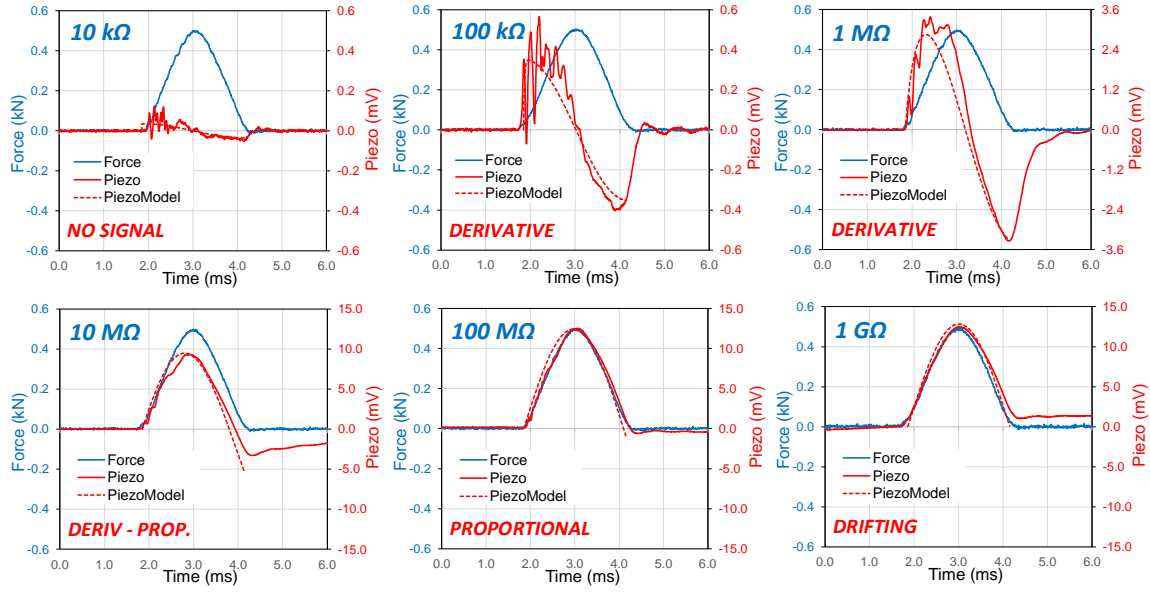 10 kΩ
0.6
0.4
0.2
0.0
-0.2
-0.4
-0.6
Force (kN)
0.6
0.4
0.2
0.0
-0.2
-0.4
-0.6
Piezo (mV)
Force
Piezo
PiezoModel
NO SIGNAL
0.0 1.0 2.0 3.0 4.0 5.0 6.0
Time (ms)
100 kΩ
0.6
0.4
0.2
0.0
-0.2
-0.4
-0.6
Force (kN)
0.6
0.4
0.2
0.0
-0.2
-0.4
-0.6
Piezo (mV)
Force
Piezo
PiezoModel
DERIVATIVE
0.0 1.0 2.0 3.0 4.0 5.0 6.0
Time (ms)
1 MΩ
0.6
0.4
0.2
0.0
-0.2
-0.4
-0.6
Force (kN)
3.6
2.4
1.2
0.0
-1.2
-2.4
-3.6
Piezo (mV)
Force
Piezo
PiezoModel
DERIVATIVE
0.0 1.0 2.0 3.0 4.0 5.0 6.0
Time (ms)
10 MΩ
0.6
0.4
0.2
0.0
-0.2
-0.4
-0.6
Force (kN)
15.0
10.0
5.0
0.0
-5.0
-10.0
-15.0
Piezo (mV)
Force
Piezo
PiezoModel
DERIV - PROP.
0.0 1.0 2.0 3.0 4.0 5.0 6.0
Time (ms)
100 MΩ
0.6
0.4
0.2
0.0
-0.2
-0.4
-0.6
Force (kN)
15.0
10.0
5.0
0.0
-5.0
-10.0
-15.0
Piezo (mV)
Force
Piezo
PiezoModel
PROPORTIONAL
0.0 1.0 2.0 3.0 4.0 5.0 6.0
Time (ms)
1 GΩ
0.6
0.4
0.2
0.0
-0.2
-0.4
-0.6
Force (kN)
15.0
10.0
5.0
0.0
-5.0
-10.0
-15.0
Piezo (mV)
Force
Piezo
PiezoModel
DRIFTING
0.0 1.0 2.0 3.0 4.0 5.0 6.0
Time (ms)